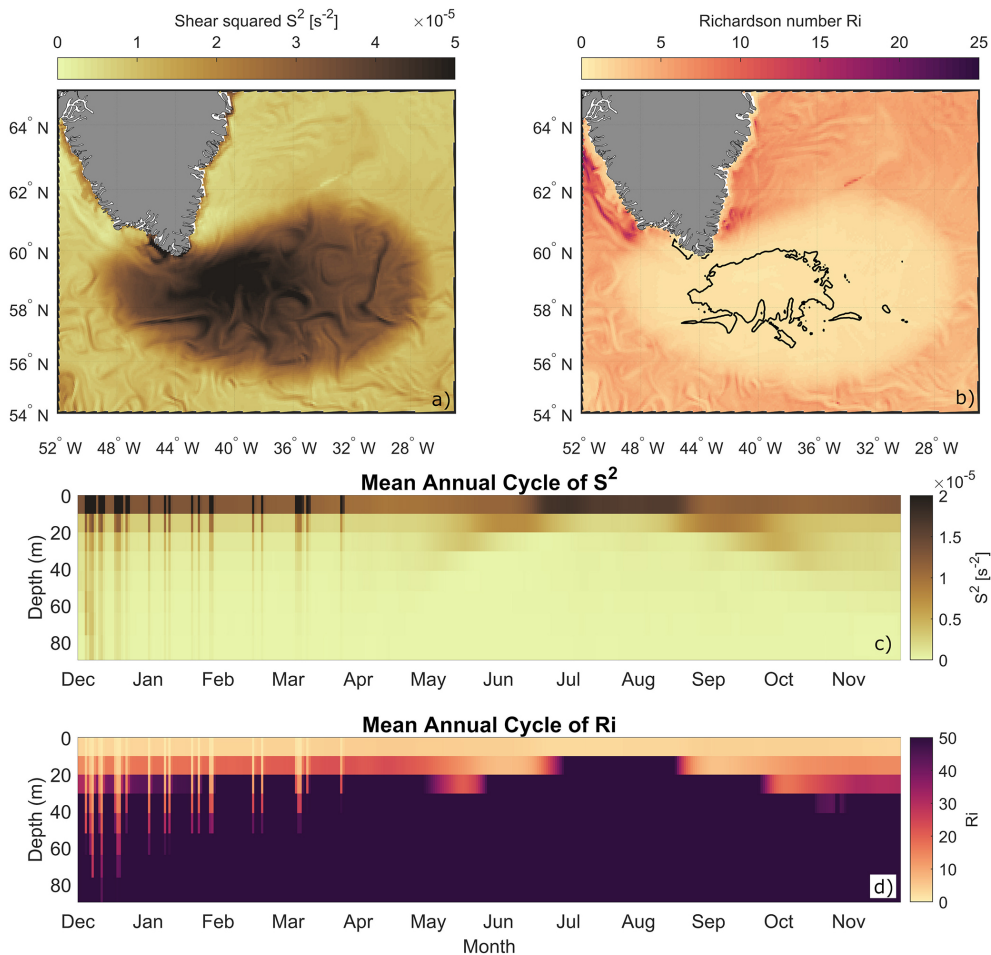 Shear squared S² [s⁻²] ×10⁻⁵
0 1 2 3 4 5
Richardson number Ri
0 5 10 15 20 25
64° N
62° N
60° N
58° N
56° N
54° N
a)
52° W 48° W 44° W 40° W 36° W 32° W 28° W
64° N
62° N
60° N
58° N
56° N
54° N
b)
52° W 48° W 44° W 40° W 36° W 32° W 28° W
Mean Annual Cycle of S²
Depth (m)
0
20
40
60
80
c)
Dec Jan Feb Mar Apr May Jun Jul Aug Sep Oct Nov
×10⁻⁵
2
1.5
1
0.5
0
S² [s⁻²]
Mean Annual Cycle of Ri
Depth (m)
0
20
40
60
80
d)
Dec Jan Feb Mar Apr May Jun Jul Aug Sep Oct Nov
Month
50
40
30
20
10
0
Ri